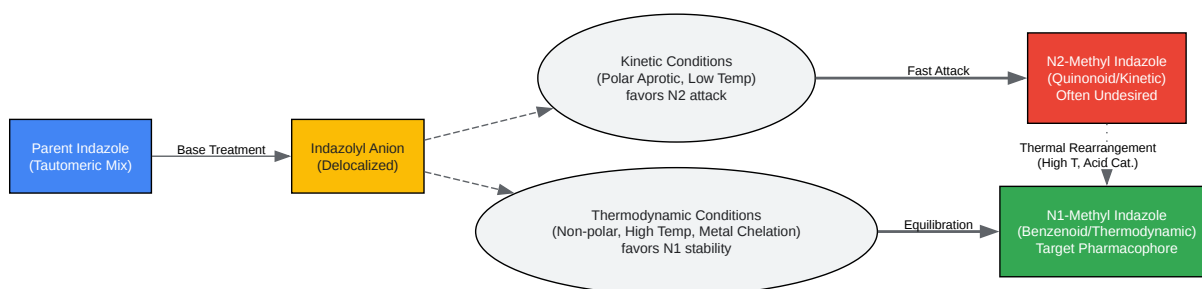 Parent Indazole
(Tautomeric Mix)
Base Treatment
Indazolyl Anion
(Delocalized)
Kinetic Conditions
(Polar Aprotic, Low Temp)
favors N2 attack
Fast Attack
N2-Methyl Indazole
(Quinonoid/Kinetic)
Often Undesired
Thermal Rearrangement
(High T, Acid Cat.)
Thermodynamic Conditions
(Non-polar, High Temp, Metal Chelation)
favors N1 stability
Equilibration
N1-Methyl Indazole
(Benzenoid/Thermodynamic)
Target Pharmacophore